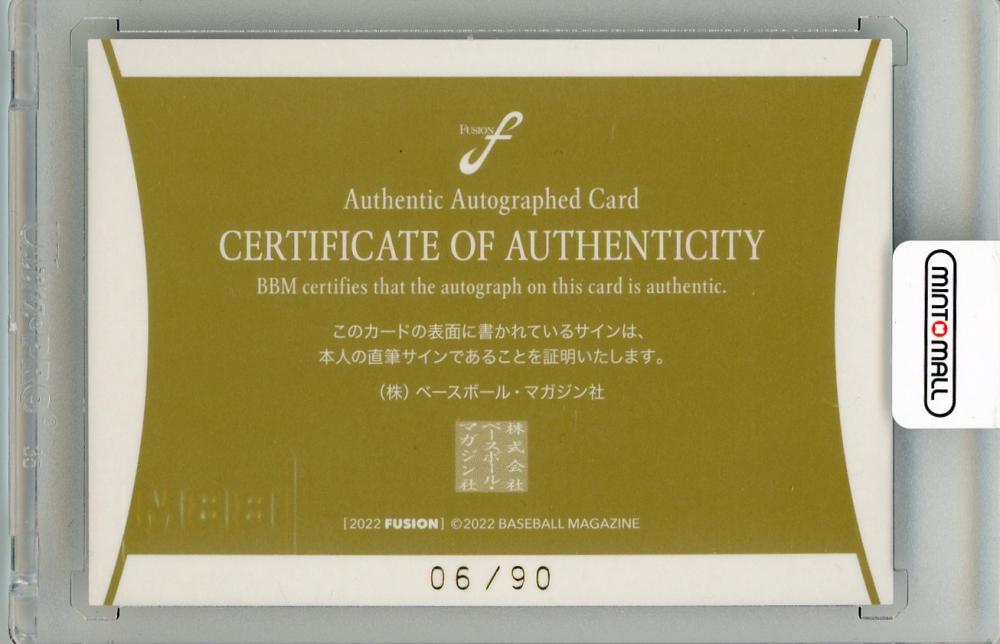 FUSION
f
Authentic Autographed Card
CERTIFICATE OF AUTHENTICITY
BBM certifies that the autograph on this card is authentic.
このカードの表面に書かれているサインは、
本人の直筆サインであることを証明いたします。
（株）ベースボール・マガジン社
株式会社
ベースボール・
マガジン社
[2022 FUSION] ©2022 BASEBALL MAGAZINE
06/90
MINTOMALL